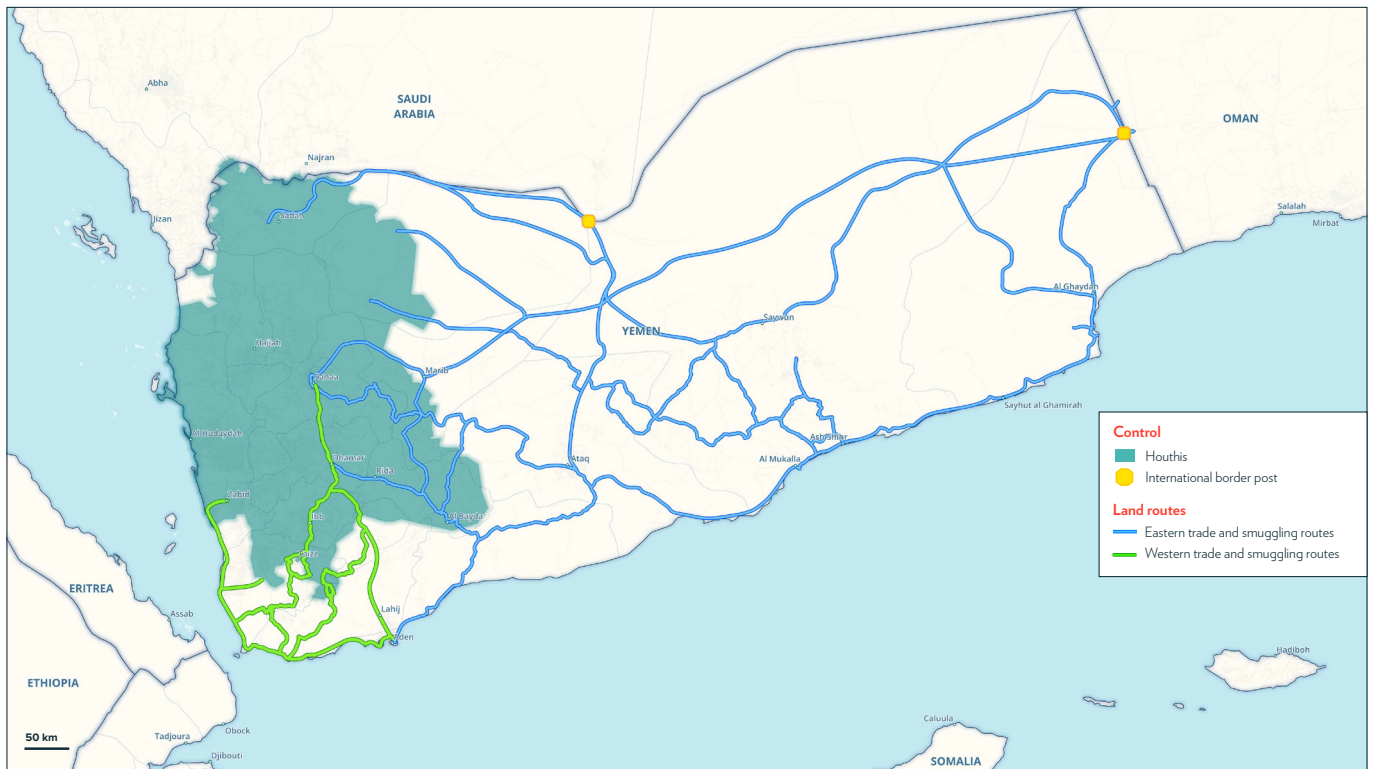 Abha
SAUDI
ARABIA
OMAN
Najran
Jizan
Sadah
Salalah
Mirbat
Al Ghaydah
YEMEN
Sayvun
Hajjah
Sanaa
Marib
Sayhut al Ghamirah
Al Hudaydah
Ash Shihr
Al Mukalla
Ataq
Dhamar
Rida
Zabid
Ibb
Al Bayda
Taizz
Control
Houthis
International border post
Land routes
Eastern trade and smuggling routes
Western trade and smuggling routes
ERITREA
Assab
Lahij
Aden
ETHIOPIA
Hadiboh
Obock
Tadjoura
Djibouti
Caluula
SOMALIA
50 km